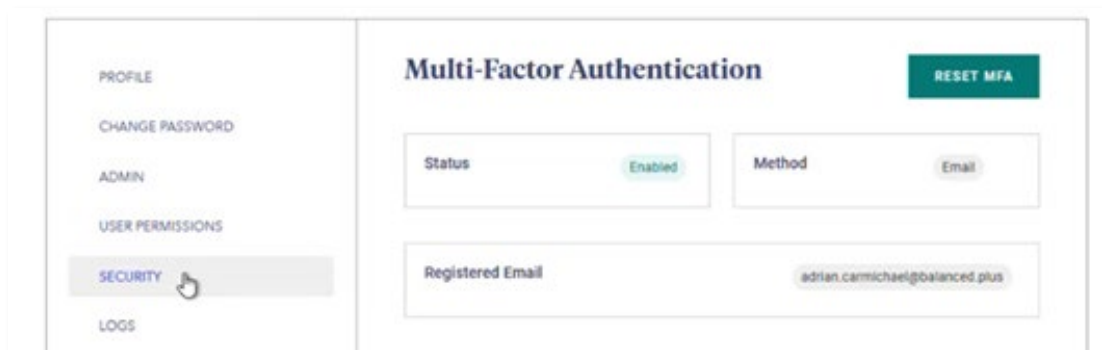 PROFILE
CHANGE PASSWORD
ADMIN
USER PERMISSIONS
SECURITY
LOGS
Multi-Factor Authentication
RESET MFA
Status
Enabled
Method
Email
Registered Email
adrian.carmichael@balanced.plus